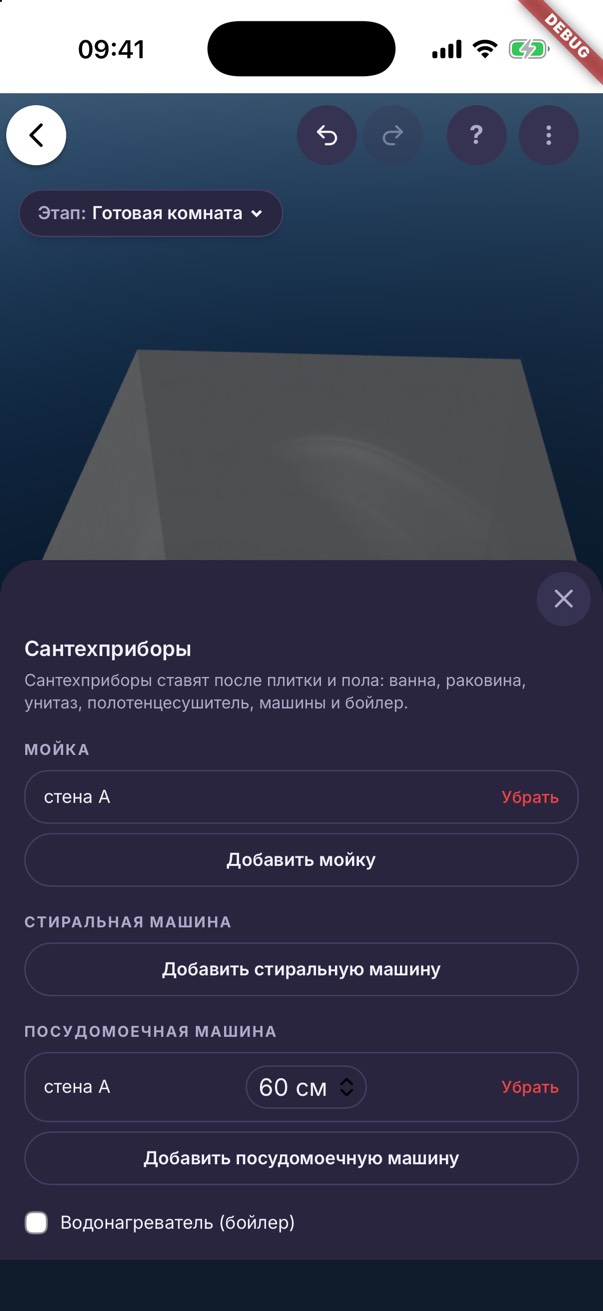 09:41
DEBUG
?
Этап: Готовая комната
Сантехприборы
Сантехприборы ставят после плитки и пола: ванна, раковина,
унитаз, полотенцесушитель, машины и бойлер.
МОЙКА
стена А Убрать
Добавить мойку
СТИРАЛЬНАЯ МАШИНА
Добавить стиральную машину
ПОСУДОМОЕЧНАЯ МАШИНА
стена А 60 см Убрать
Добавить посудомоечную машину
Водонагреватель (бойлер)